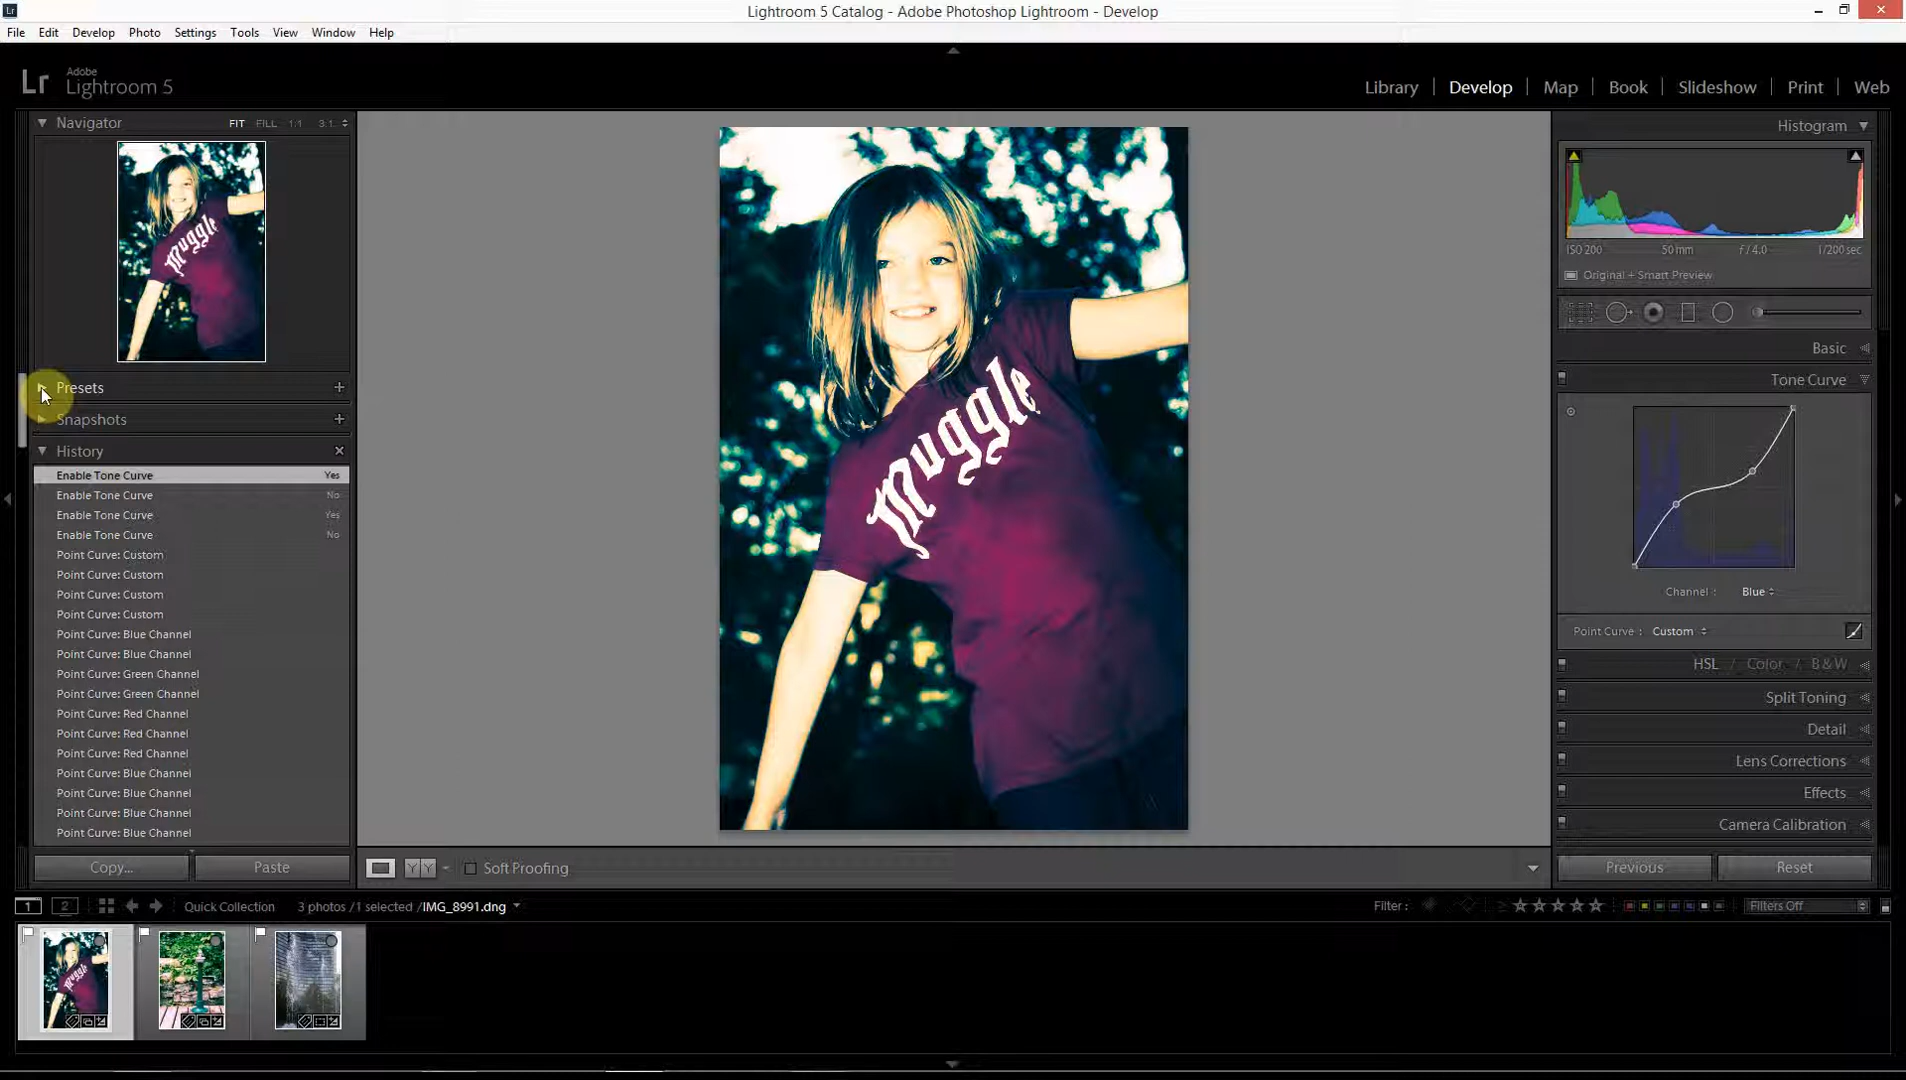 Lr
Lightroom 5 Catalog - Adobe Photoshop Lightroom - Develop
File Edit Develop Photo Settings Tools View Window Help
Lr Adobe
Lightroom 5
Library Develop Map Book Slideshow Print Web
Navigator FIT FILL 1:1 3:1
Histogram
ISO 200 50 mm f / 4.0 1/200 sec
Original + Smart Preview
Basic
Presets +
Tone Curve
Snapshots +
History
Enable Tone Curve Yes
Enable Tone Curve No
Enable Tone Curve Yes
Enable Tone Curve No
Point Curve: Custom
Point Curve: Custom
Point Curve: Custom
Point Curve: Custom
Point Curve: Blue Channel
Point Curve: Blue Channel
Point Curve: Green Channel
Point Curve: Green Channel
Point Curve: Red Channel
Point Curve: Red Channel
Point Curve: Red Channel
Point Curve: Blue Channel
Point Curve: Blue Channel
Point Curve: Blue Channel
Point Curve: Blue Channel
Muggle
Channel : Blue
Point Curve : Custom
HSL / Color / B & W
Split Toning
Detail
Lens Corrections
Effects
Camera Calibration
Copy... Paste
YY Soft Proofing
Previous Reset
1 2 Quick Collection 3 photos /1 selected /IMG_8991.dng
Filter : Filters Off
Muggle